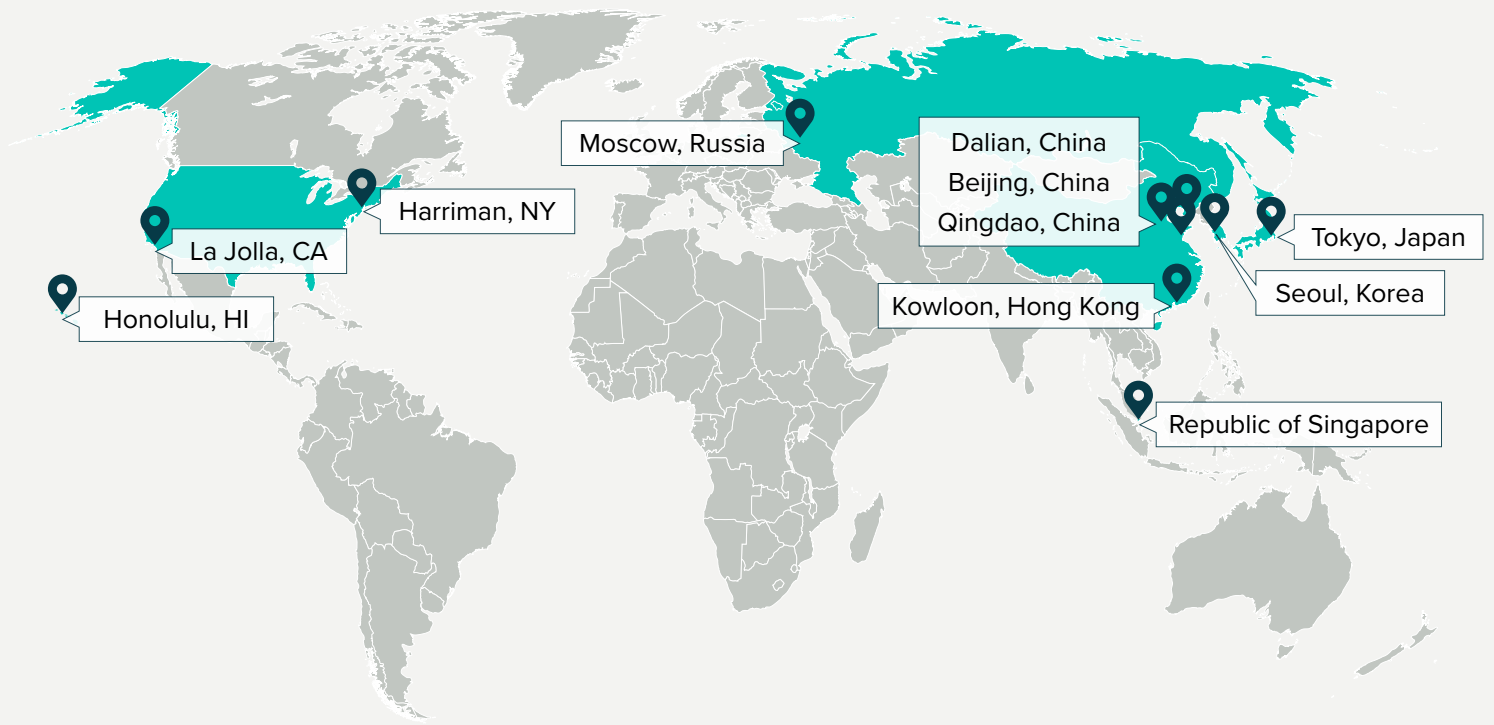 Moscow, Russia
Dalian, China
Beijing, China
Qingdao, China
Harriman, NY
La Jolla, CA
Tokyo, Japan
Honolulu, HI
Kowloon, Hong Kong
Seoul, Korea
Republic of Singapore